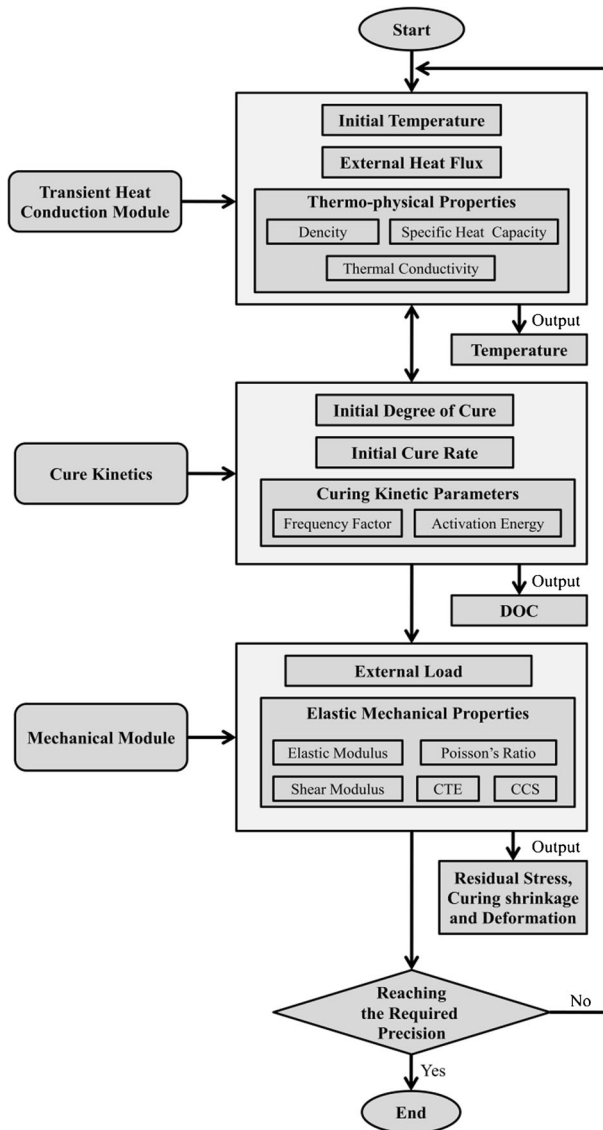 Start
Initial Temperature
External Heat Flux
Transient Heat
Conduction Module
Thermo-physical Properties
Dencity
Specific Heat Capacity
Thermal Conductivity
Output
Temperature
Initial Degree of Cure
Initial Cure Rate
Cure Kinetics
Curing Kinetic Parameters
Frequency Factor
Activation Energy
Output
DOC
External Load
Elastic Mechanical Properties
Mechanical Module
Elastic Modulus
Poisson's Ratio
Shear Modulus
CTE
CCS
Output
Residual Stress,
Curing shrinkage
and Deformation
Reaching
the Required
Precision
No
Yes
End